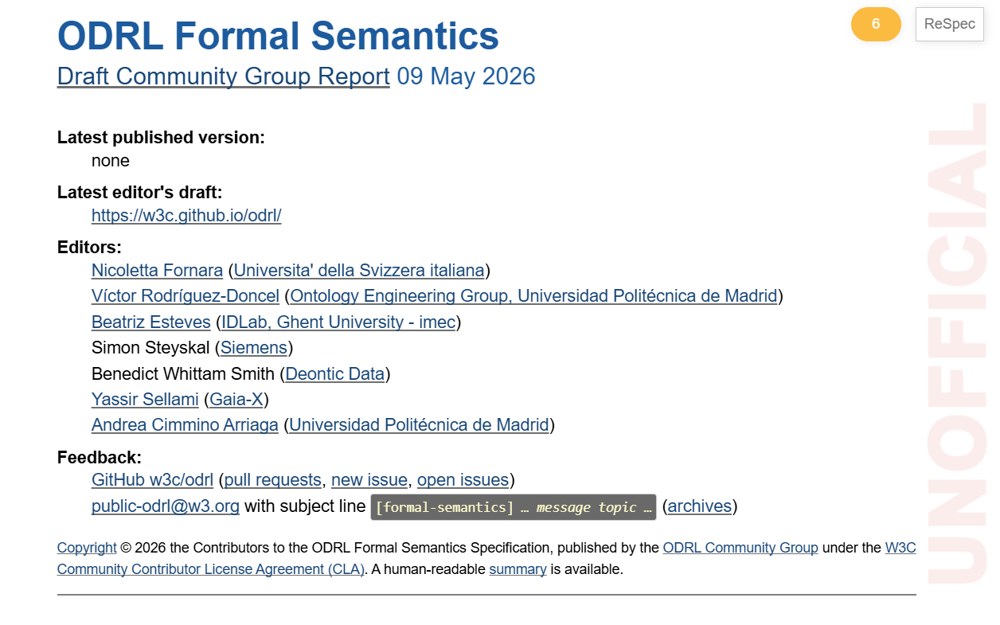 ODRL Formal Semantics
6
ReSpec
Draft Community Group Report 09 May 2026
Latest published version:
none
Latest editor's draft:
https://w3c.github.io/odrl/
Editors:
Nicoletta Fornara (Universita' della Svizzera italiana)
Víctor Rodríguez-Doncel (Ontology Engineering Group, Universidad Politécnica de Madrid)
Beatriz Esteves (IDLab, Ghent University - imec)
Simon Steyskal (Siemens)
Benedict Whittam Smith (Deontic Data)
Yassir Sellami (Gaia-X)
Andrea Cimmino Arriaga (Universidad Politécnica de Madrid)
Feedback:
GitHub w3c/odrl (pull requests, new issue, open issues)
public-odrl@w3.org with subject line [formal-semantics] … message topic … (archives)
Copyright © 2026 the Contributors to the ODRL Formal Semantics Specification, published by the ODRL Community Group under the W3C
Community Contributor License Agreement (CLA). A human-readable summary is available.
UNOFFICIAL